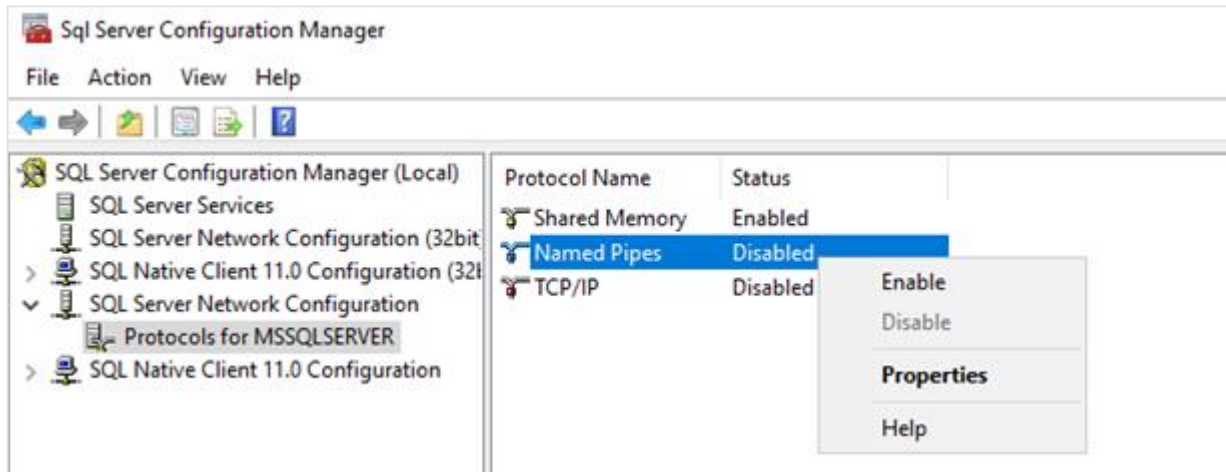 Sql Server Configuration Manager
File Action View Help
SQL Server Configuration Manager (Local)
SQL Server Services
SQL Server Network Configuration (32bit
SQL Native Client 11.0 Configuration (32b
SQL Server Network Configuration
Protocols for MSSQLSERVER
SQL Native Client 11.0 Configuration
Protocol Name Status
Shared Memory Enabled
Named Pipes Disabled
TCP/IP Disabled
Enable
Disable
Properties
Help